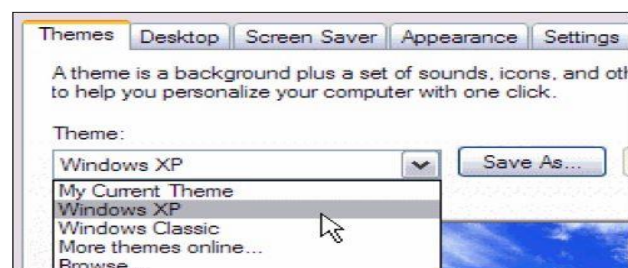 Themes Desktop Screen Saver Appearance Settings
A theme is a background plus a set of sounds, icons, and
to help you personalize your computer with one click.
Theme:
Windows XP Save As...
My Current Theme
Windows XP
Windows Classic
More themes online...
Browse...